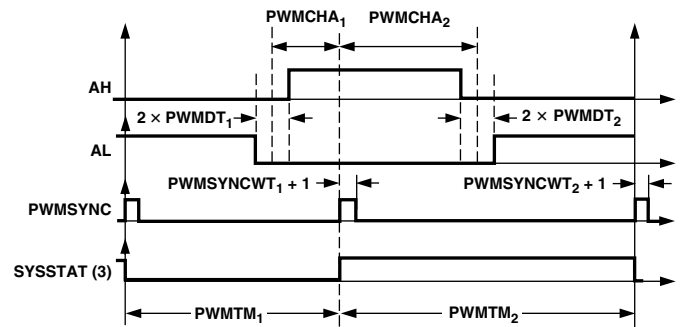 PWMCHA1 PWMCHA2
AH
2 × PWMDT1 2 × PWMDT2
AL
PWMSYNCWT1 + 1 PWMSYNCWT2 + 1
PWMSYNC
SYSSTAT (3)
PWMTM1 PWMTM2